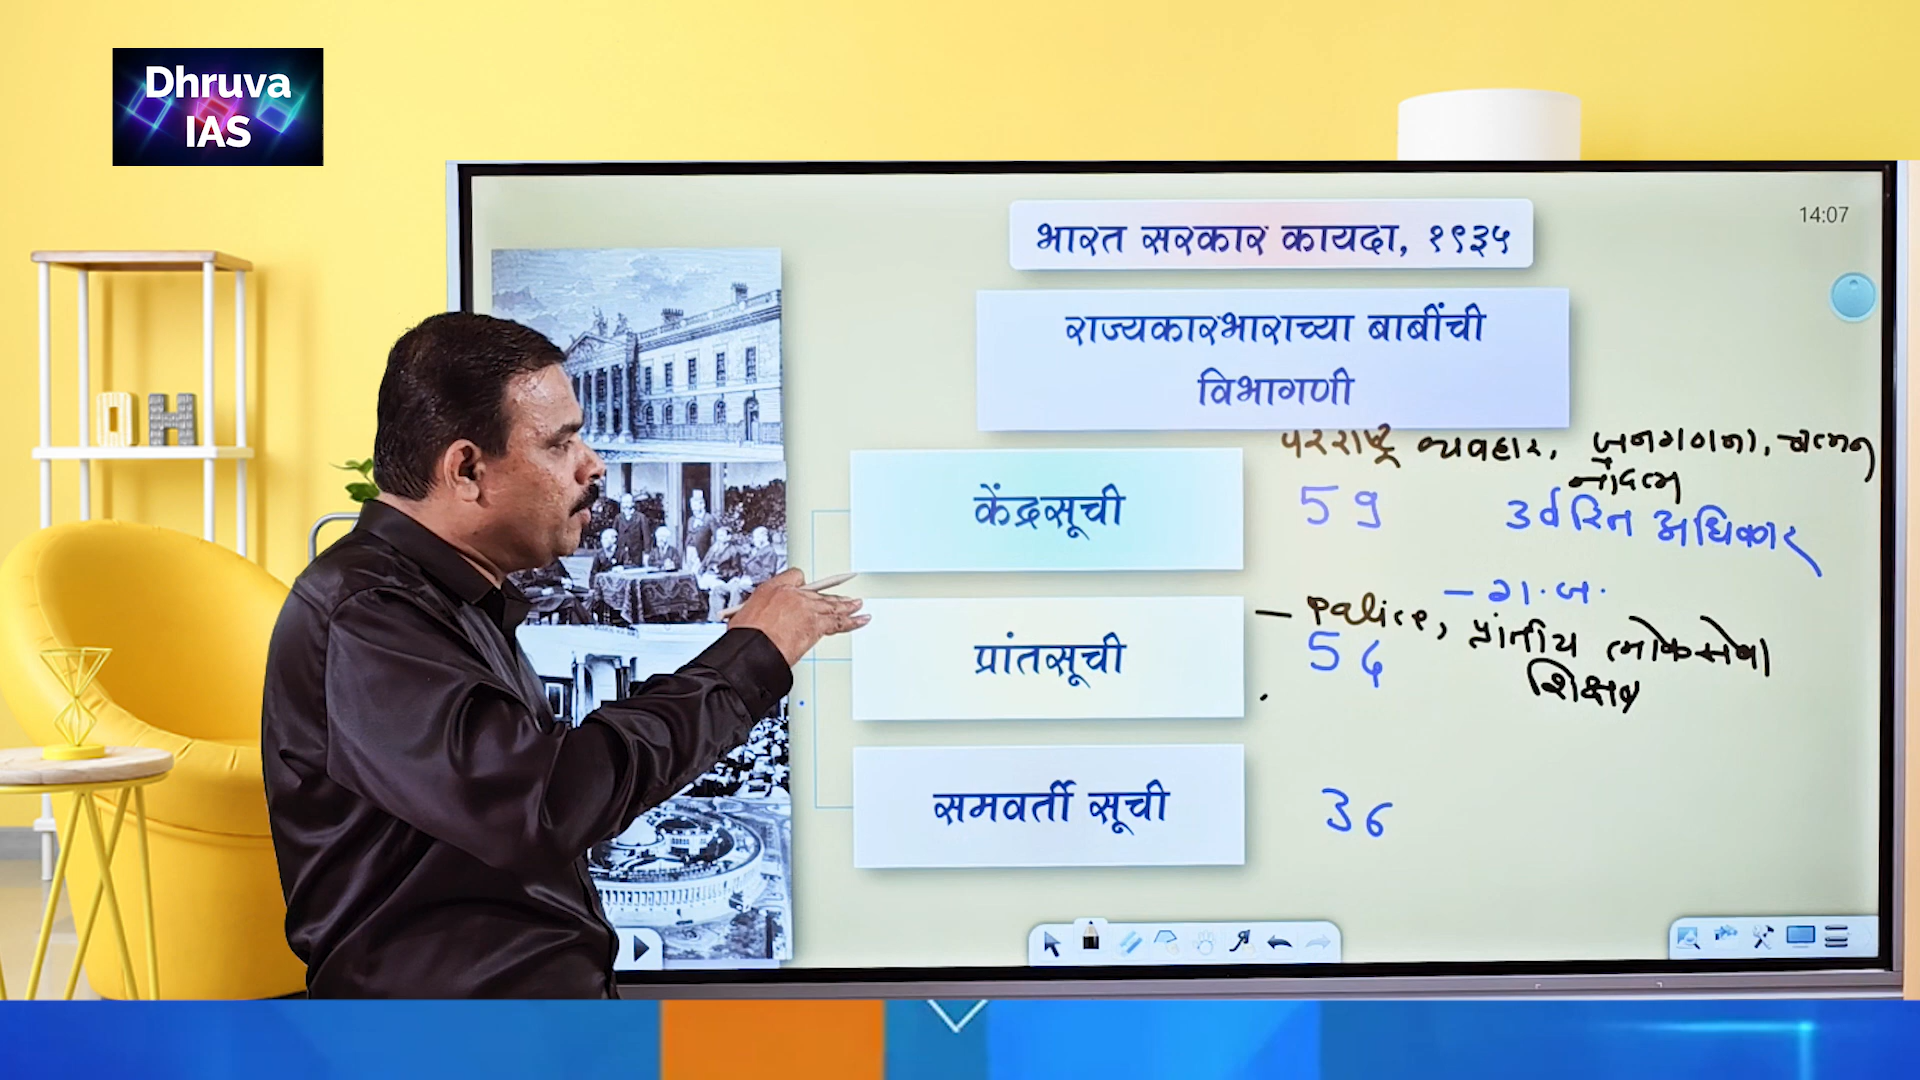 Dhruva
IAS
14:07
भारत सरकार कायदा, १९३५
राज्यकारभाराच्या बाबींची
विभागणी
परराष्ट्र व्यवहार, जनगणना, चलन
केंद्रसूची
59
उर्वरित अधिकार
– ग.ज.
– police, प्रांतीय लोकसेवा
शिक्षण
प्रांतसूची
54
समवर्ती सूची
36
OH